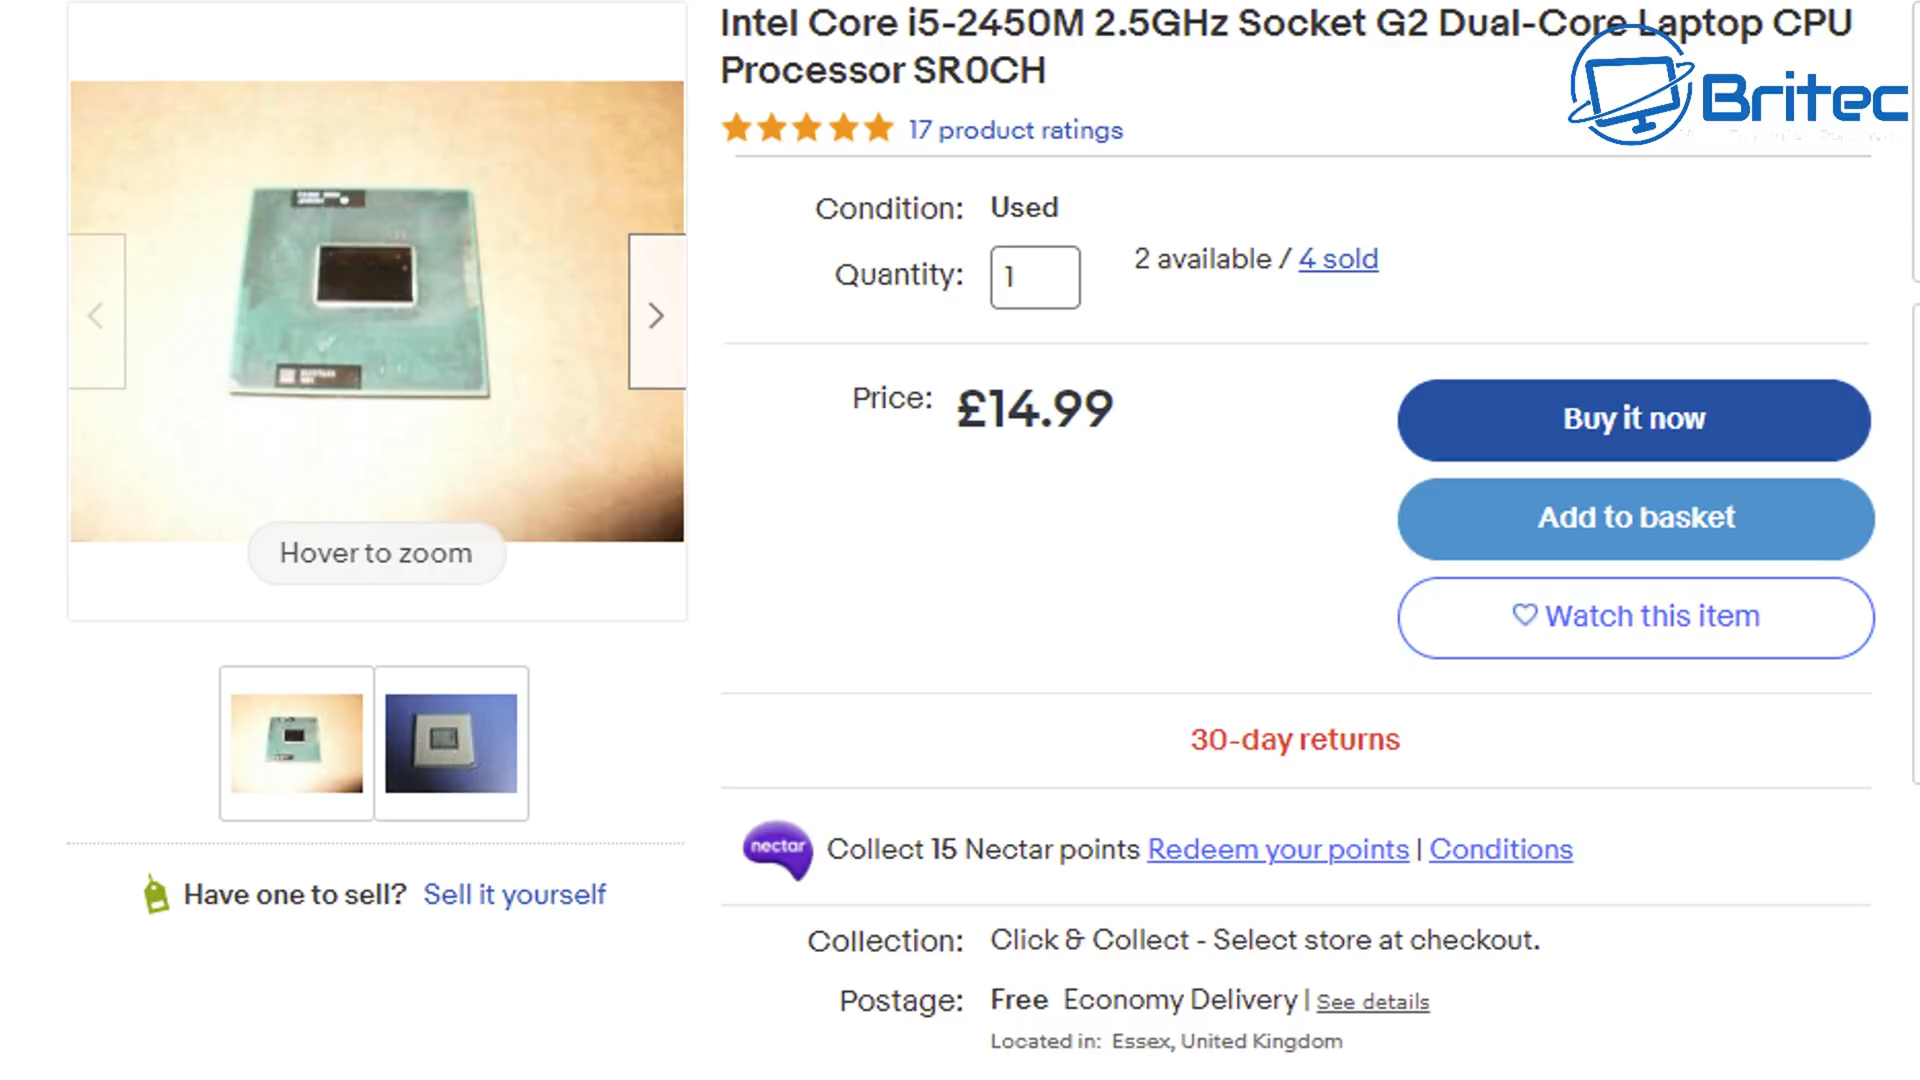 Intel Core i5-2450M 2.5GHz Socket G2 Dual-Core Laptop CPU
Processor SR0CH
Britec
17 product ratings
Condition: Used
Quantity: 1
2 available / 4 sold
Price: £14.99
Buy it now
Add to basket
Watch this item
Hover to zoom
30-day returns
nectar Collect 15 Nectar points Redeem your points | Conditions
Have one to sell? Sell it yourself
Collection: Click & Collect - Select store at checkout.
Postage: Free Economy Delivery | See details
Located in: Essex, United Kingdom